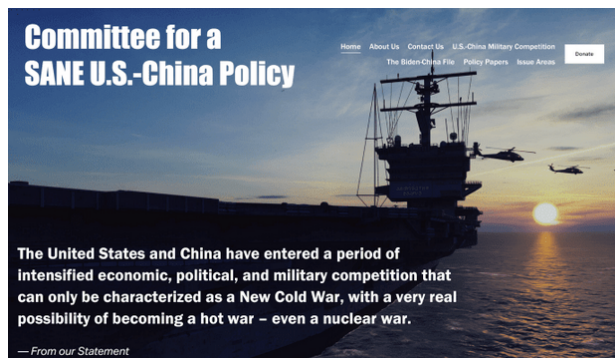 Committee for a
SANE U.S.-China Policy
Home About Us Contact Us U.S.-China Military Competition
The Biden-China File Policy Papers Issue Areas
Donate
The United States and China have entered a period of
intensified economic, political, and military competition that
can only be characterized as a New Cold War, with a very real
possibility of becoming a hot war – even a nuclear war.
— From our Statement